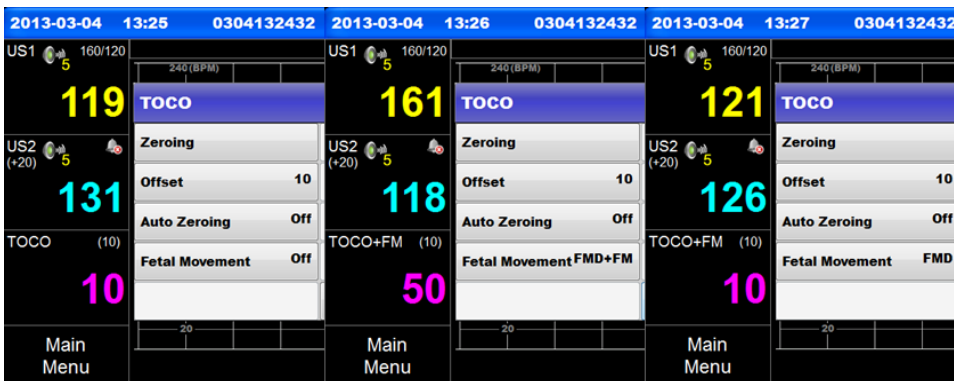 2013-03-04 13:25 0304132432
US1 160/120
5
240(BPM)
119
TOCO
US2
(+20)
5
Zeroing
131
Offset 10
Auto Zeroing Off
TOCO (10)
Fetal Movement Off
10
20
Main
Menu
2013-03-04 13:26 0304132432
US1 160/120
5
240(BPM)
161
TOCO
US2
(+20)
5
Zeroing
118
Offset 10
Auto Zeroing Off
TOCO+FM (10)
Fetal Movement FMD+FM
50
20
Main
Menu
2013-03-04 13:27 0304132432
US1 160/120
5
240(BPM)
121
TOCO
US2
(+20)
5
Zeroing
126
Offset 10
Auto Zeroing Off
TOCO+FM (10)
Fetal Movement FMD
10
20
Main
Menu